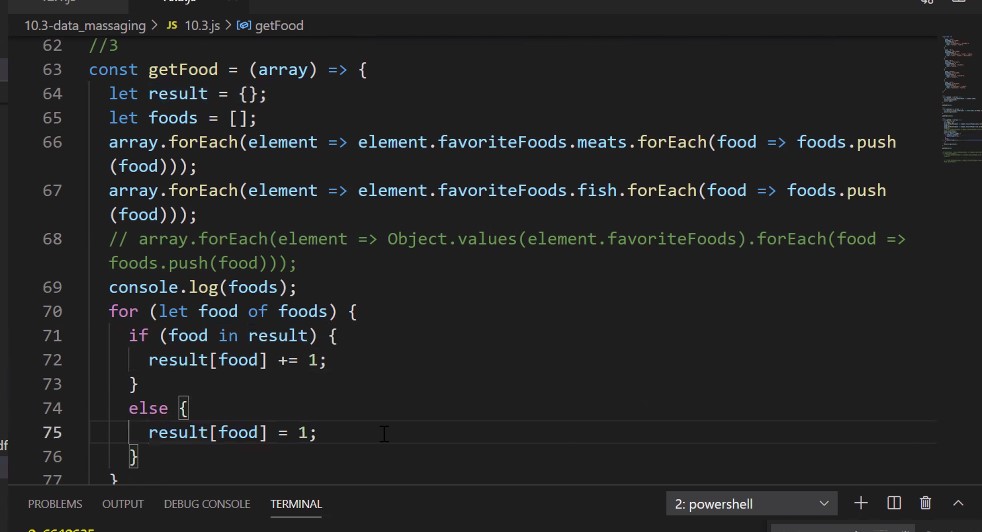 10.3-data_massaging > JS 10.3.js > getFood
62 //3
63 const getFood = (array) => {
64 let result = {};
65 let foods = [];
66 array.forEach(element => element.favoriteFoods.meats.forEach(food => foods.push
(food)));
67 array.forEach(element => element.favoriteFoods.fish.forEach(food => foods.push
(food)));
68 // array.forEach(element => Object.values(element.favoriteFoods).forEach(food =>
foods.push(food)));
69 console.log(foods);
70 for (let food of foods) {
71 if (food in result) {
72 result[food] += 1;
73 }
74 else {
75 result[food] = 1;
76 }
77 }
PROBLEMS OUTPUT DEBUG CONSOLE TERMINAL 2: powershell